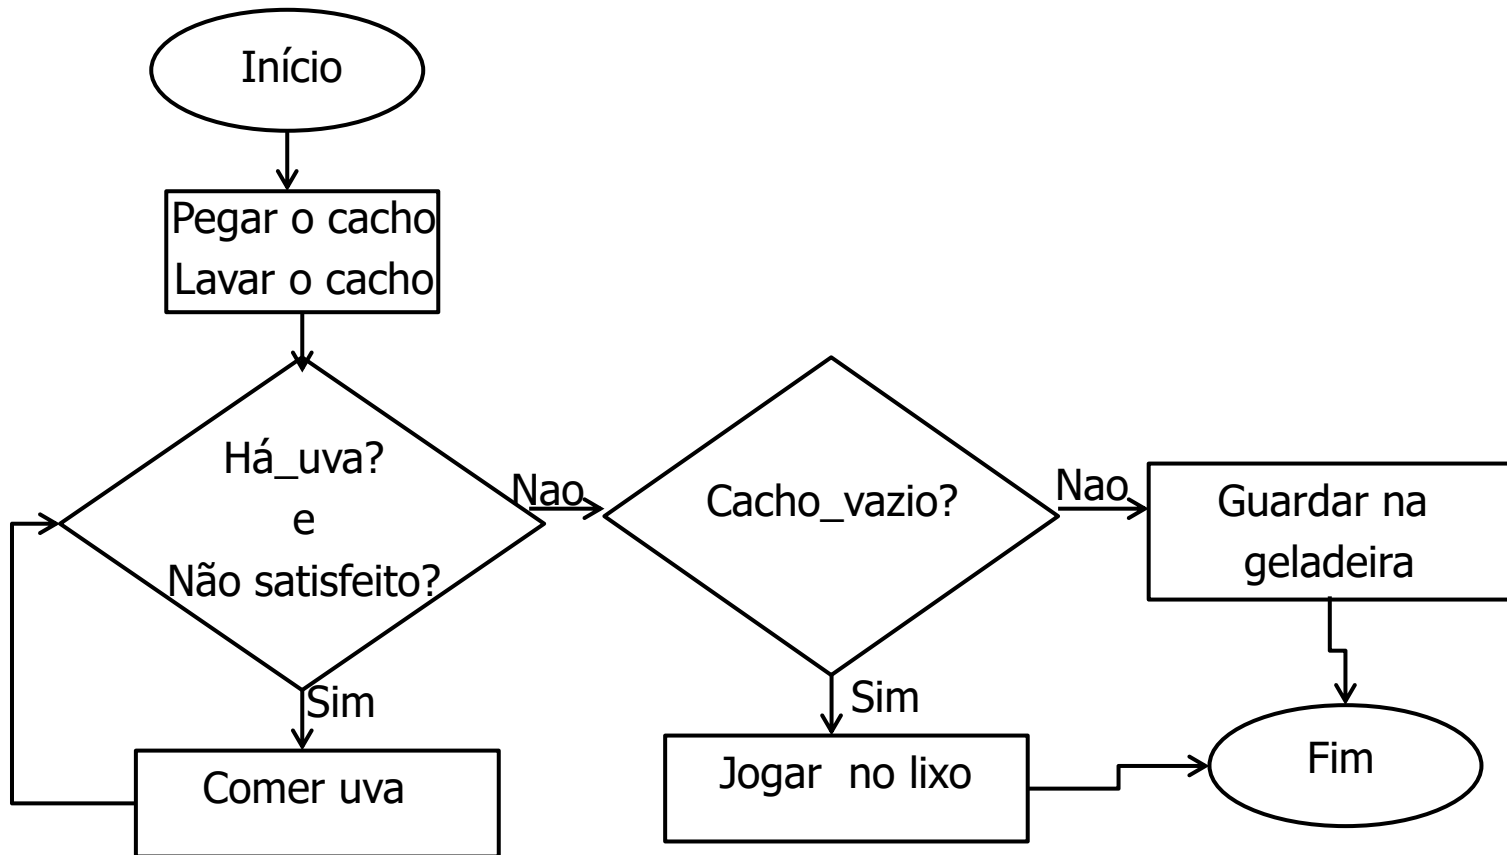 Início
Pegar o cacho
Lavar o cacho
Há_uva?
e
Não satisfeito?
Nao
Cacho_vazio?
Nao
Guardar na
geladeira
Sim
Comer uva
Sim
Jogar no lixo
Fim